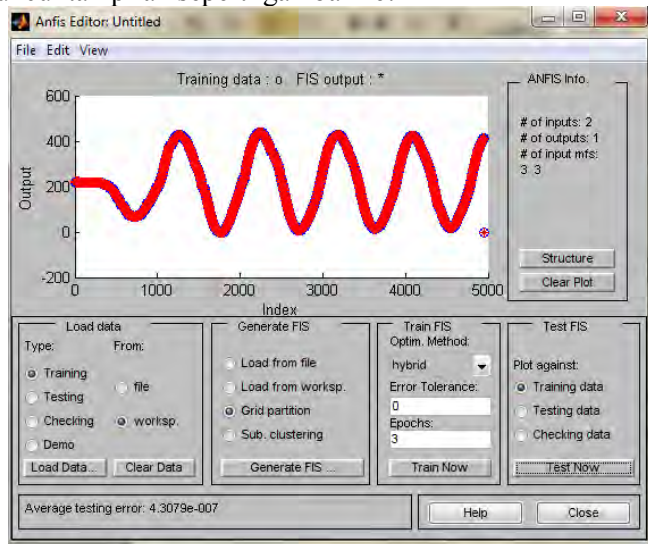 Anfis Editor: Untitled
File Edit View
Training data : o FIS output : *
600
400
200
0
-200
Output
0 1000 2000 3000 4000 5000
Index
ANFIS Info.
# of inputs: 2
# of outputs: 1
# of input mfs:
3 3
Structure
Clear Plot
Load data
Type: From:
Training
Testing
Checking
Demo
file
worksp.
Load Data... Clear Data
Generate FIS
Load from file
Load from worksp.
Grid partition
Sub. clustering
Generate FIS ...
Train FIS
Optim. Method:
hybrid
Error Tolerance:
0
Epochs:
3
Train Now
Test FIS
Plot against:
Training data
Testing data
Checking data
Test Now
Average testing error: 4.3079e-007
Help Close